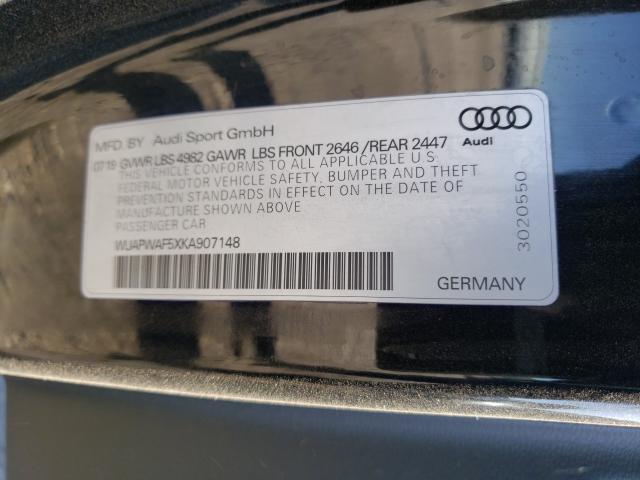 MFD. BY Audi Sport GmbH
07 19 GVWR LBS 4982 GAWR LBS FRONT 2646 /REAR 2447
THIS VEHICLE CONFORMS TO ALL APPLICABLE U.S.
FEDERAL MOTOR VEHICLE SAFETY, BUMPER AND THEFT
PREVENTION STANDARDS IN EFFECT ON THE DATE OF
MANUFACTURE SHOWN ABOVE
PASSENGER CAR
WUAPWAF5XKA907148
Audi
3020550
GERMANY